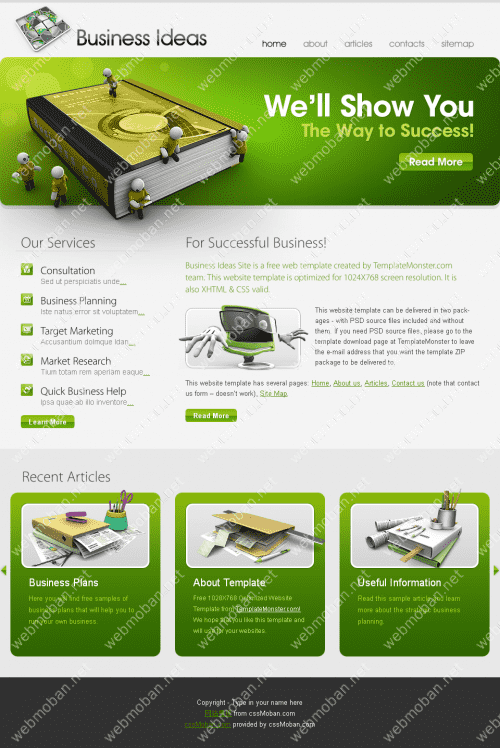 Business Ideas
home about articles contacts sitemap
We'll Show You
The Way to Success!
Read More
Our Services
Consultation
Sed ut perspiciatis unde...
Business Planning
Iste natus error sit voluptatem...
Target Marketing
Accusantium dolmque ldan...
Market Research
Tium totam rem aperiam eaque...
Quick Business Help
Ipsa quae ab illo inventore...
Learn More
For Successful Business!
Business Ideas Site is a free web template created by TemplateMonster.com
team. This website template is optimized for 1024X768 screen resolution. It is
also XHTML & CSS valid.
This website template can be delivered in two pack-
ages - with PSD source files included and without
them. If you need PSD source files, please go to the
template download page at TemplateMonster to leave
the e-mail address that you want the template ZIP
package to be delivered to.
This website template has several pages: Home, About us, Articles, Contact us (note that contact
us form – doesn't work), Site Map.
Read More
Recent Articles
Business Plans
Here you will find free samples of
business plans that will help you to
run your own business.
About Template
Free 1028X768 Optimized Website
Template from TemplateMonster.com!
We hope that you like this template and
will use for your websites.
Useful Information
Read this sample article and learn
more about the strategic business
planning.
Copyright - Type in your name here
from cssMoban.com
cssMoban.com provided by cssMoban.com
webmoban.net